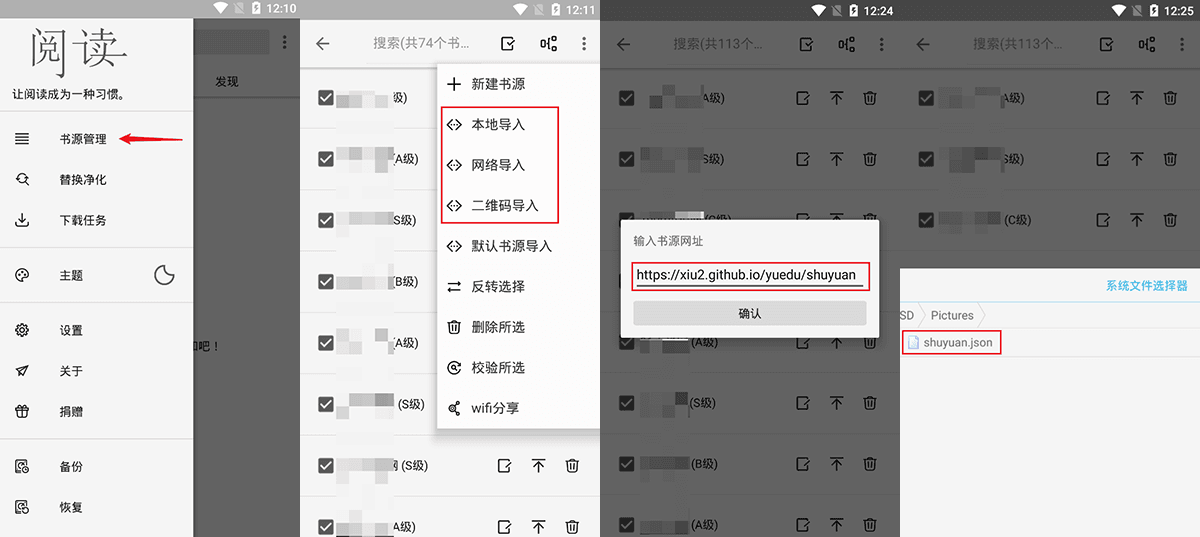 12:10
阅读
让阅读成为一种习惯。
发现
书源管理
替换净化
下载任务
主题
设置
吧！
关于
捐赠
备份
恢复
12:11
搜索(共74个书...
级)
(A级)
(S级)
(B级)
(A级)
(S级)
(S级)
A级)
新建书源
本地导入
网络导入
二维码导入
默认书源导入
反转选择
删除所选
校验所选
wifi分享
12:24
搜索(共113个...
A级)
S级)
(C级)
输入书源网址
https://xiu2.github.io/yuedu/shuyuan
确认
(A级)
(S级)
(B级)
(A级)
12:25
搜索(共113个...
A级)
S级)
(C级)
系统文件选择器
SD
Pictures
shuyuan.json